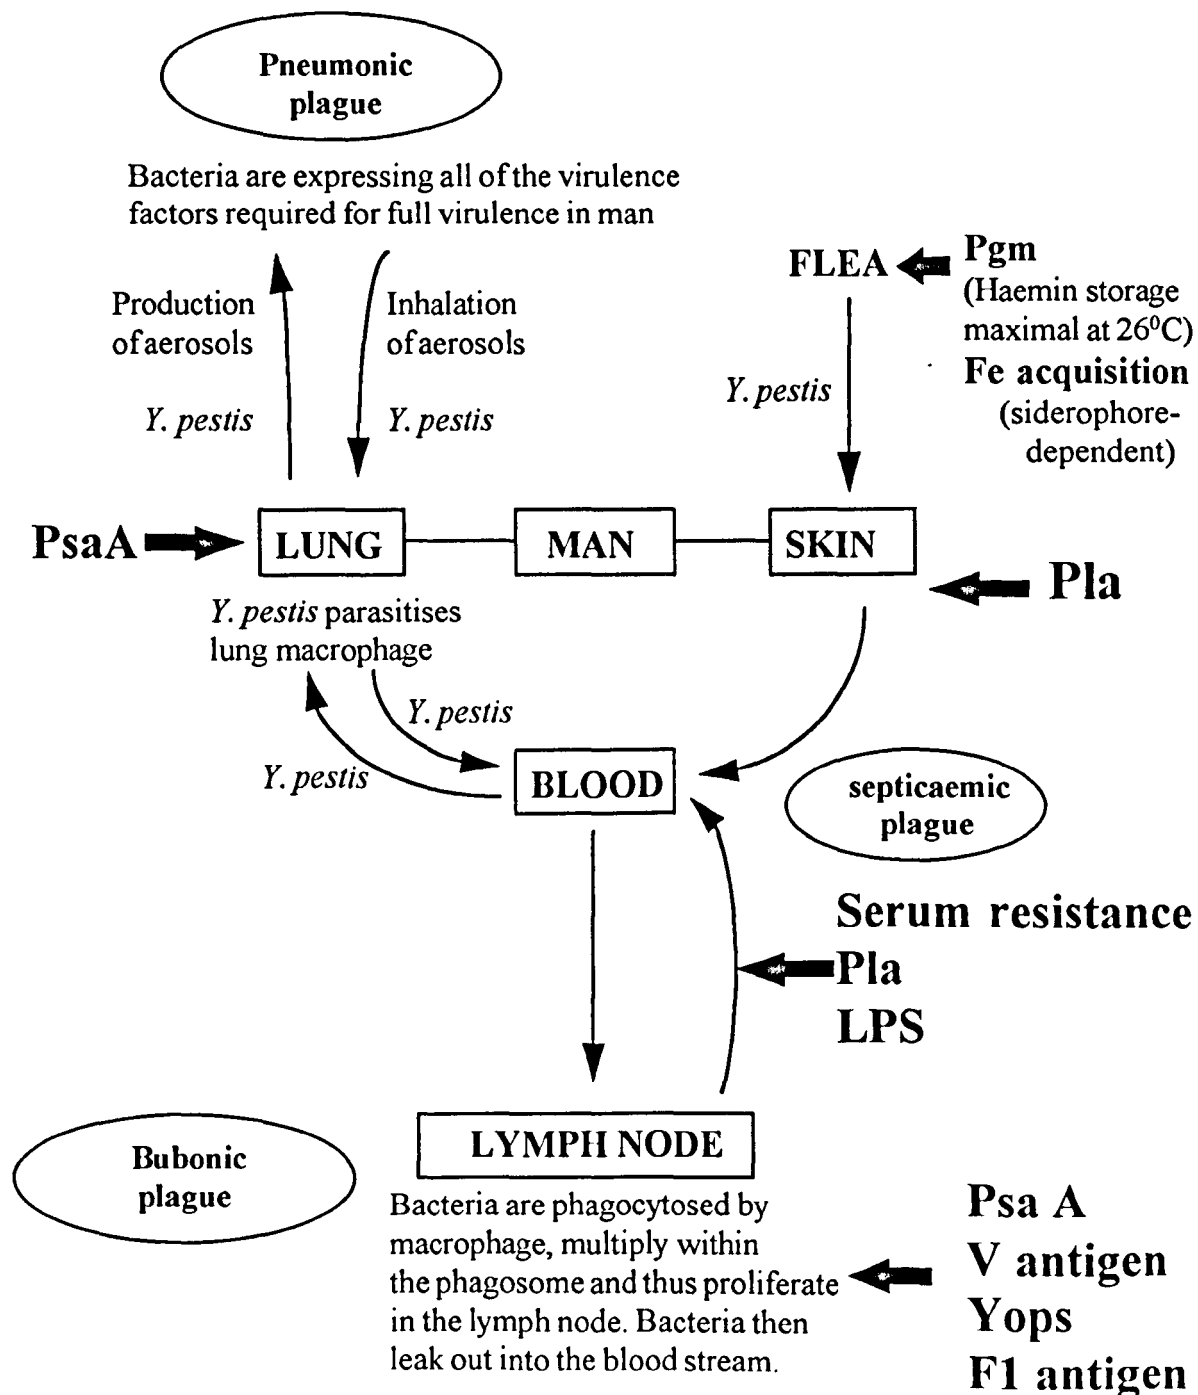 Pneumonic
plague
Bacteria are expressing all of the virulence
factors required for full virulence in man
Production
of aerosols
Inhalation
of aerosols
Y. pestis
Y. pestis
FLEA
Pgm
(Haemin storage
maximal at 26⁰C)
Fe acquisition
(siderophore-
dependent)
Y. pestis
PsaA
LUNG
MAN
SKIN
Pla
Y. pestis parasitises
lung macrophage
Y. pestis
Y. pestis
BLOOD
septicaemic
plague
Serum resistance
Pla
LPS
LYMPH NODE
Bubonic
plague
Bacteria are phagocytosed by
macrophage, multiply within
the phagosome and thus proliferate
in the lymph node. Bacteria then
leak out into the blood stream.
Psa A
V antigen
Yops
F1 antigen